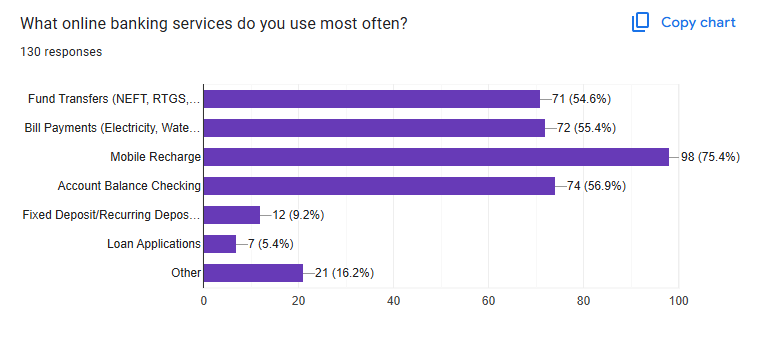 What online banking services do you use most often?
Copy chart
130 responses
Fund Transfers (NEFT, RTGS,...
71 (54.6%)
Bill Payments (Electricity, Wate...
72 (55.4%)
Mobile Recharge
98 (75.4%)
Account Balance Checking
74 (56.9%)
Fixed Deposit/Recurring Depos...
12 (9.2%)
Loan Applications
7 (5.4%)
Other
21 (16.2%)
0 20 40 60 80 100